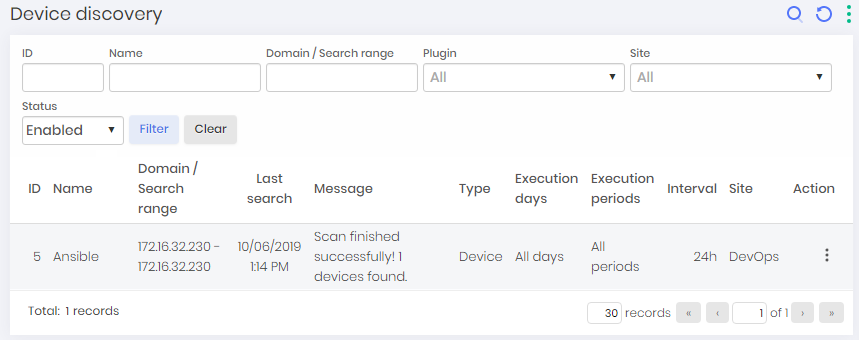 Device discovery
ID Name Domain / Search range Plugin Site
All All
Status
Enabled Filter Clear
ID Name Domain / Search range Last search Message Type Execution days Execution periods Interval Site Action
5 Ansible 172.16.32.230 - 172.16.32.230 10/06/2019 1:14 PM Scan finished successfully! 1 devices found. Device All days All periods 24h DevOps
Total: 1 records 30 records « ‹ 1 of 1 › »